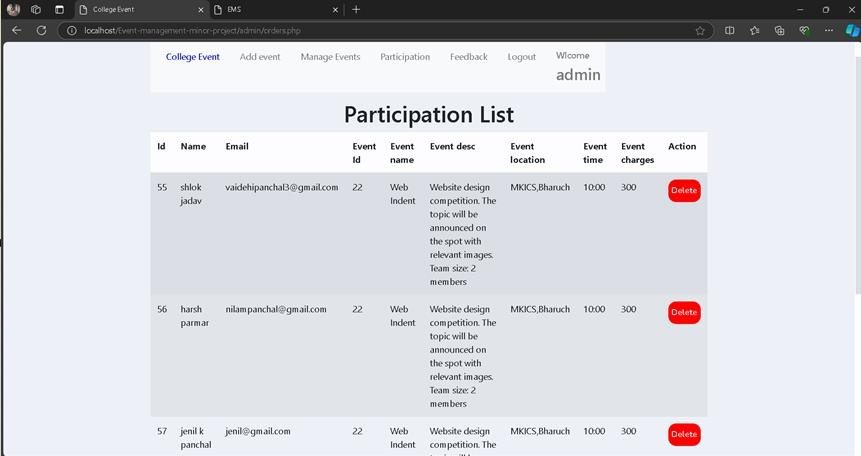 College Event
EMS
localhost/Event-management-minor-project/admin/orders.php
College Event Add event Manage Events Participation Feedback Logout Wlcome
admin
Participation List
Id Name Email Event Event Event desc Event Event Event Action
Id name location time charges
55 shlok vaidehipanchal3@gmail.com 22 Web Website design MKICS,Bharuch 10:00 300 Delete
jadav Indent competition. The
topic will be
announced on
the spot with
relevant images.
Team size: 2
members
56 harsh nilampanchal@gmail.com 22 Web Website design MKICS,Bharuch 10:00 300 Delete
parmar Indent competition. The
topic will be
announced on
the spot with
relevant images.
Team size: 2
members
57 jenil k jenil@gmail.com 22 Web Website design MKICS,Bharuch 10:00 300 Delete
panchal Indent competition. The